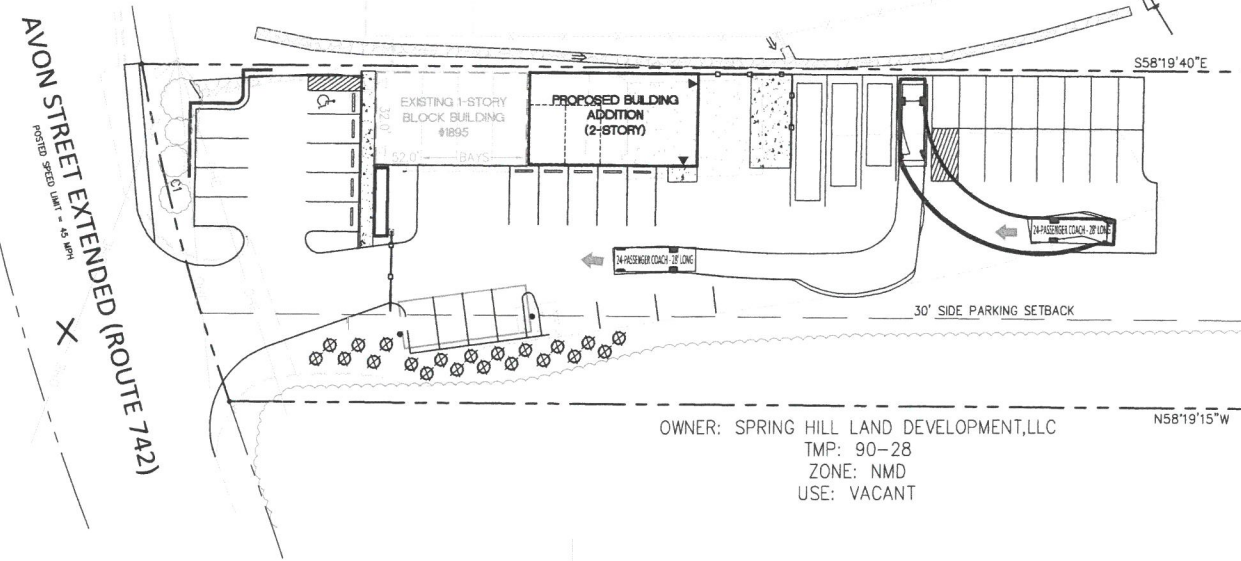 AVON STREET EXTENDED (ROUTE 742)
POSTED SPEED LIMIT = 45 MPH
S58°19'40"E
EXISTING 1-STORY
BLOCK BUILDING
#1895
32.0'
52.0'
BAYS
PROPOSED BUILDING
ADDITION
(2-STORY)
C1
24-PASSENGER COACH - 28' LONG
24-PASSENGER COACH - 28' LONG
30' SIDE PARKING SETBACK
N58°19'15"W
OWNER: SPRING HILL LAND DEVELOPMENT,LLC
TMP: 90-28
ZONE: NMD
USE: VACANT